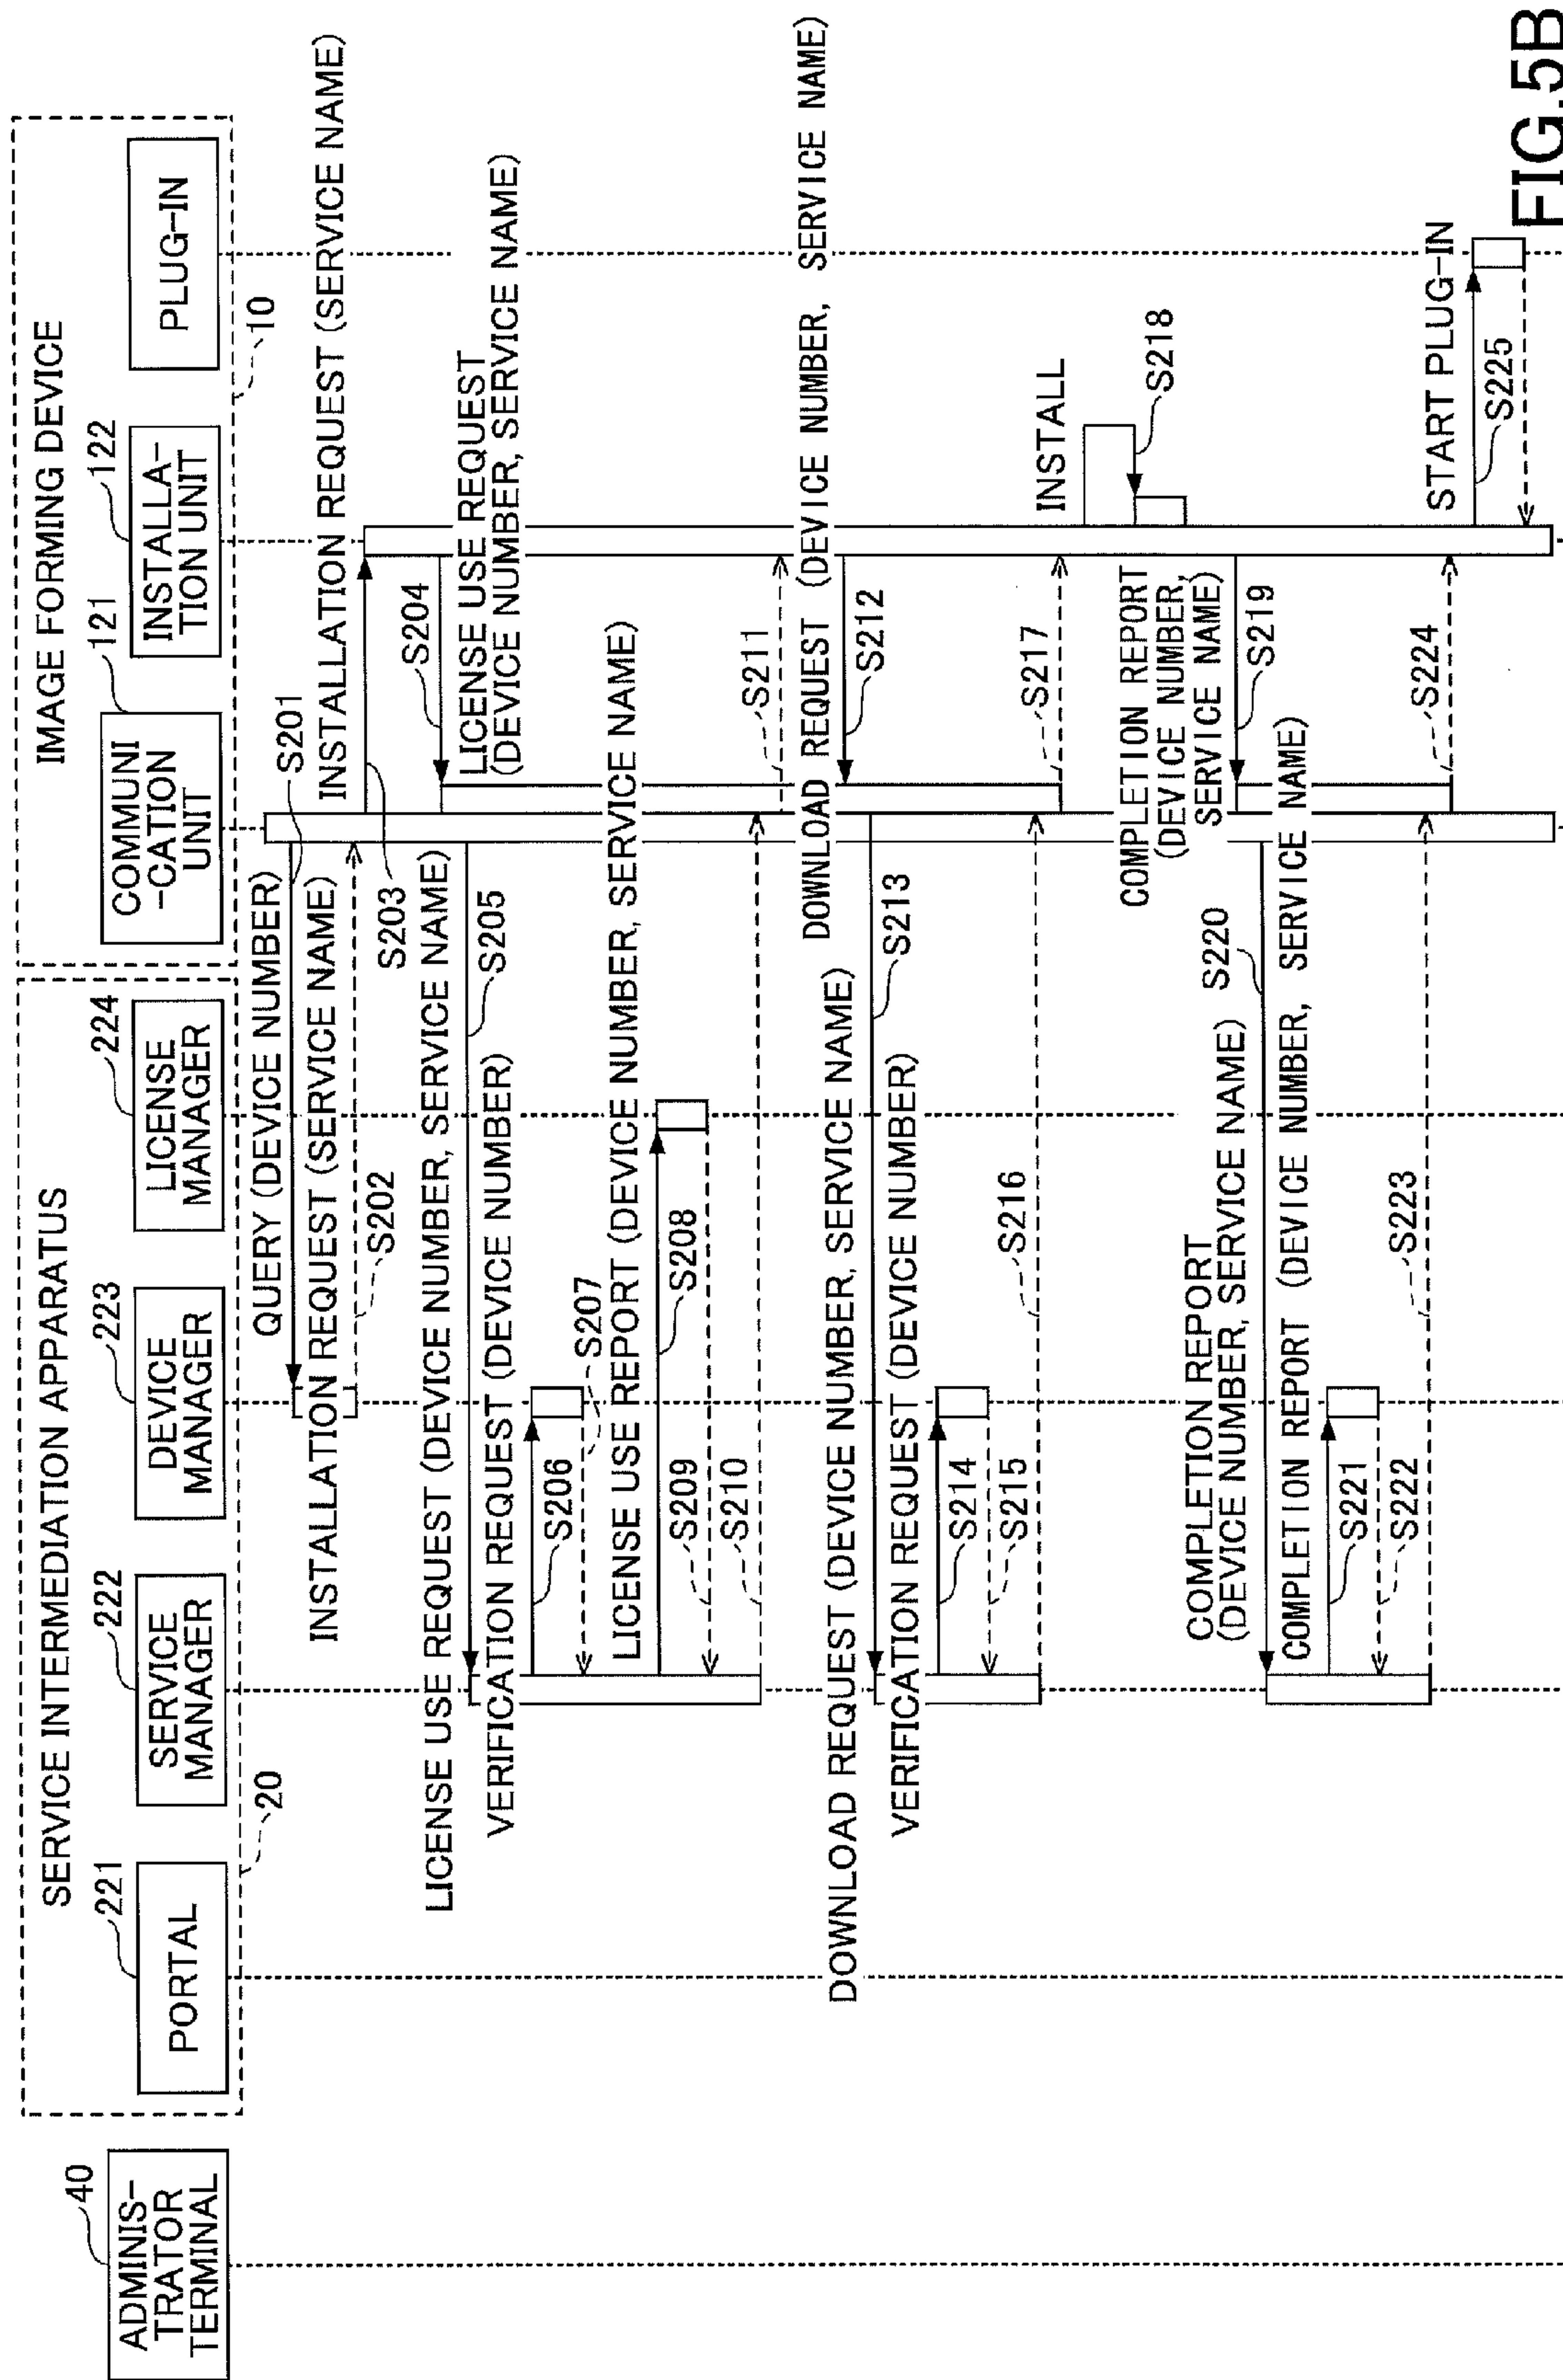 40
ADMINIS-
TRATOR
TERMINAL
SERVICE INTERMEDIATION APPARATUS
221
PORTAL
20
222
SERVICE
MANAGER
223
DEVICE
MANAGER
224
LICENSE
MANAGER
IMAGE FORMING DEVICE
121
COMMUNI
-CATION
UNIT
122
INSTALLA-
TION UNIT
PLUG-IN
10
QUERY (DEVICE NUMBER)
S201
INSTALLATION REQUEST (SERVICE NAME)
S202
INSTALLATION REQUEST (SERVICE NAME)
S203
S204
LICENSE USE REQUEST
(DEVICE NUMBER, SERVICE NAME)
LICENSE USE REQUEST (DEVICE NUMBER, SERVICE NAME)
S205
VERIFICATION REQUEST (DEVICE NUMBER)
S206
S207
LICENSE USE REPORT (DEVICE NUMBER, SERVICE NAME)
S208
S209
S210
S211
DOWNLOAD REQUEST (DEVICE NUMBER, SERVICE NAME)
S212
DOWNLOAD REQUEST (DEVICE NUMBER, SERVICE NAME)
S213
VERIFICATION REQUEST (DEVICE NUMBER)
S214
S215
S216
S217
INSTALL
S218
COMPLETION REPORT
(DEVICE NUMBER,
SERVICE NAME)
S219
COMPLETION REPORT
(DEVICE NUMBER, SERVICE NAME)
S220
COMPLETION REPORT (DEVICE NUMBER, SERVICE NAME)
S221
S222
S223
S224
START PLUG-IN
S225
FIG.5B